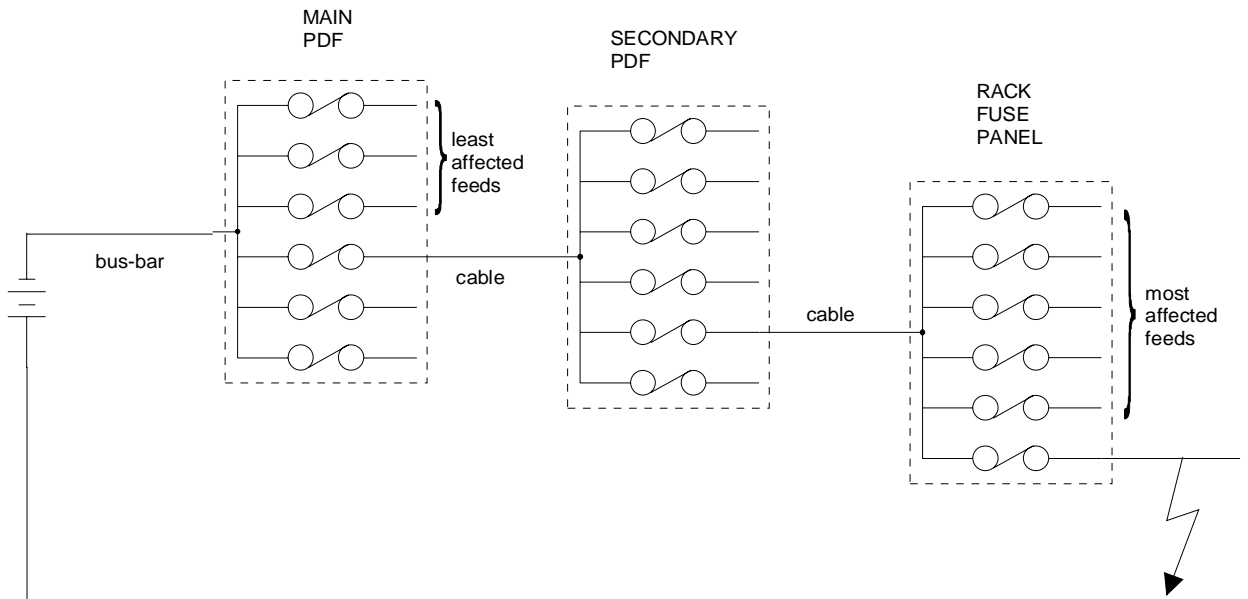 MAIN
PDF
SECONDARY
PDF
RACK
FUSE
PANEL
least
affected
feeds
bus-bar
cable
cable
most
affected
feeds